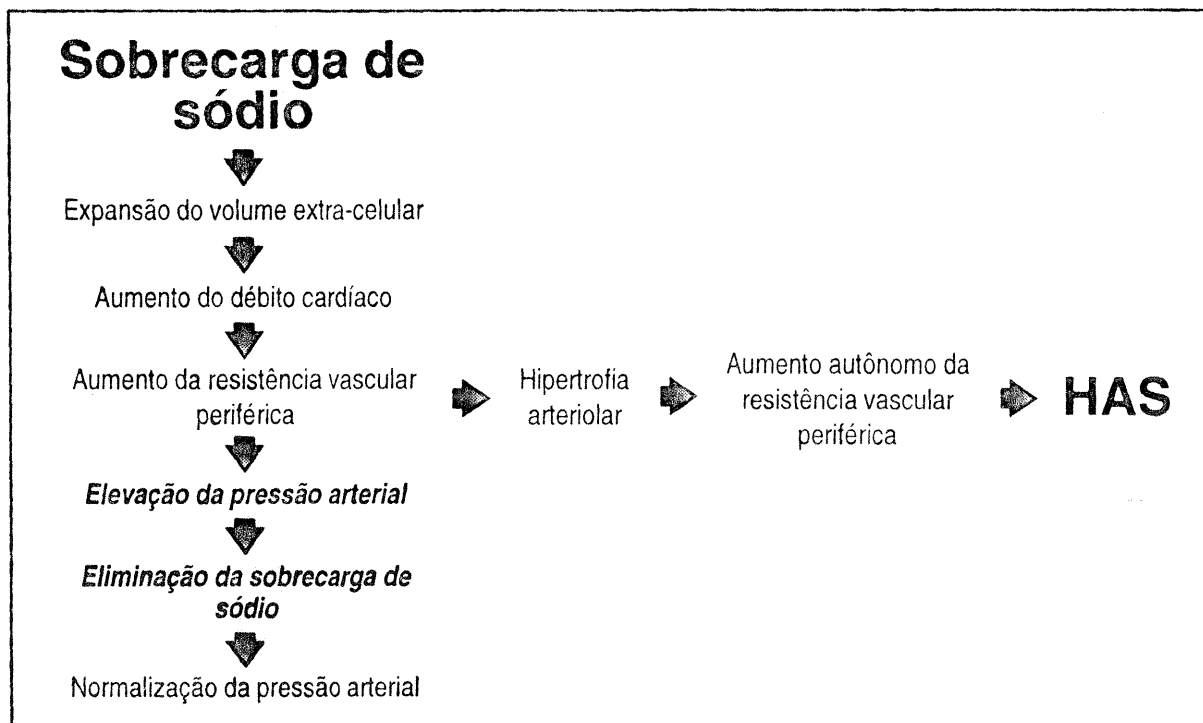 Sobrecarga de
sódio
Expansão do volume extra-celular
Aumento do débito cardíaco
Aumento da resistência vascular
periférica
Hipertrofia
arteriolar
Aumento autônomo da
resistência vascular
periférica
HAS
Elevação da pressão arterial
Eliminação da sobrecarga de
sódio
Normalização da pressão arterial